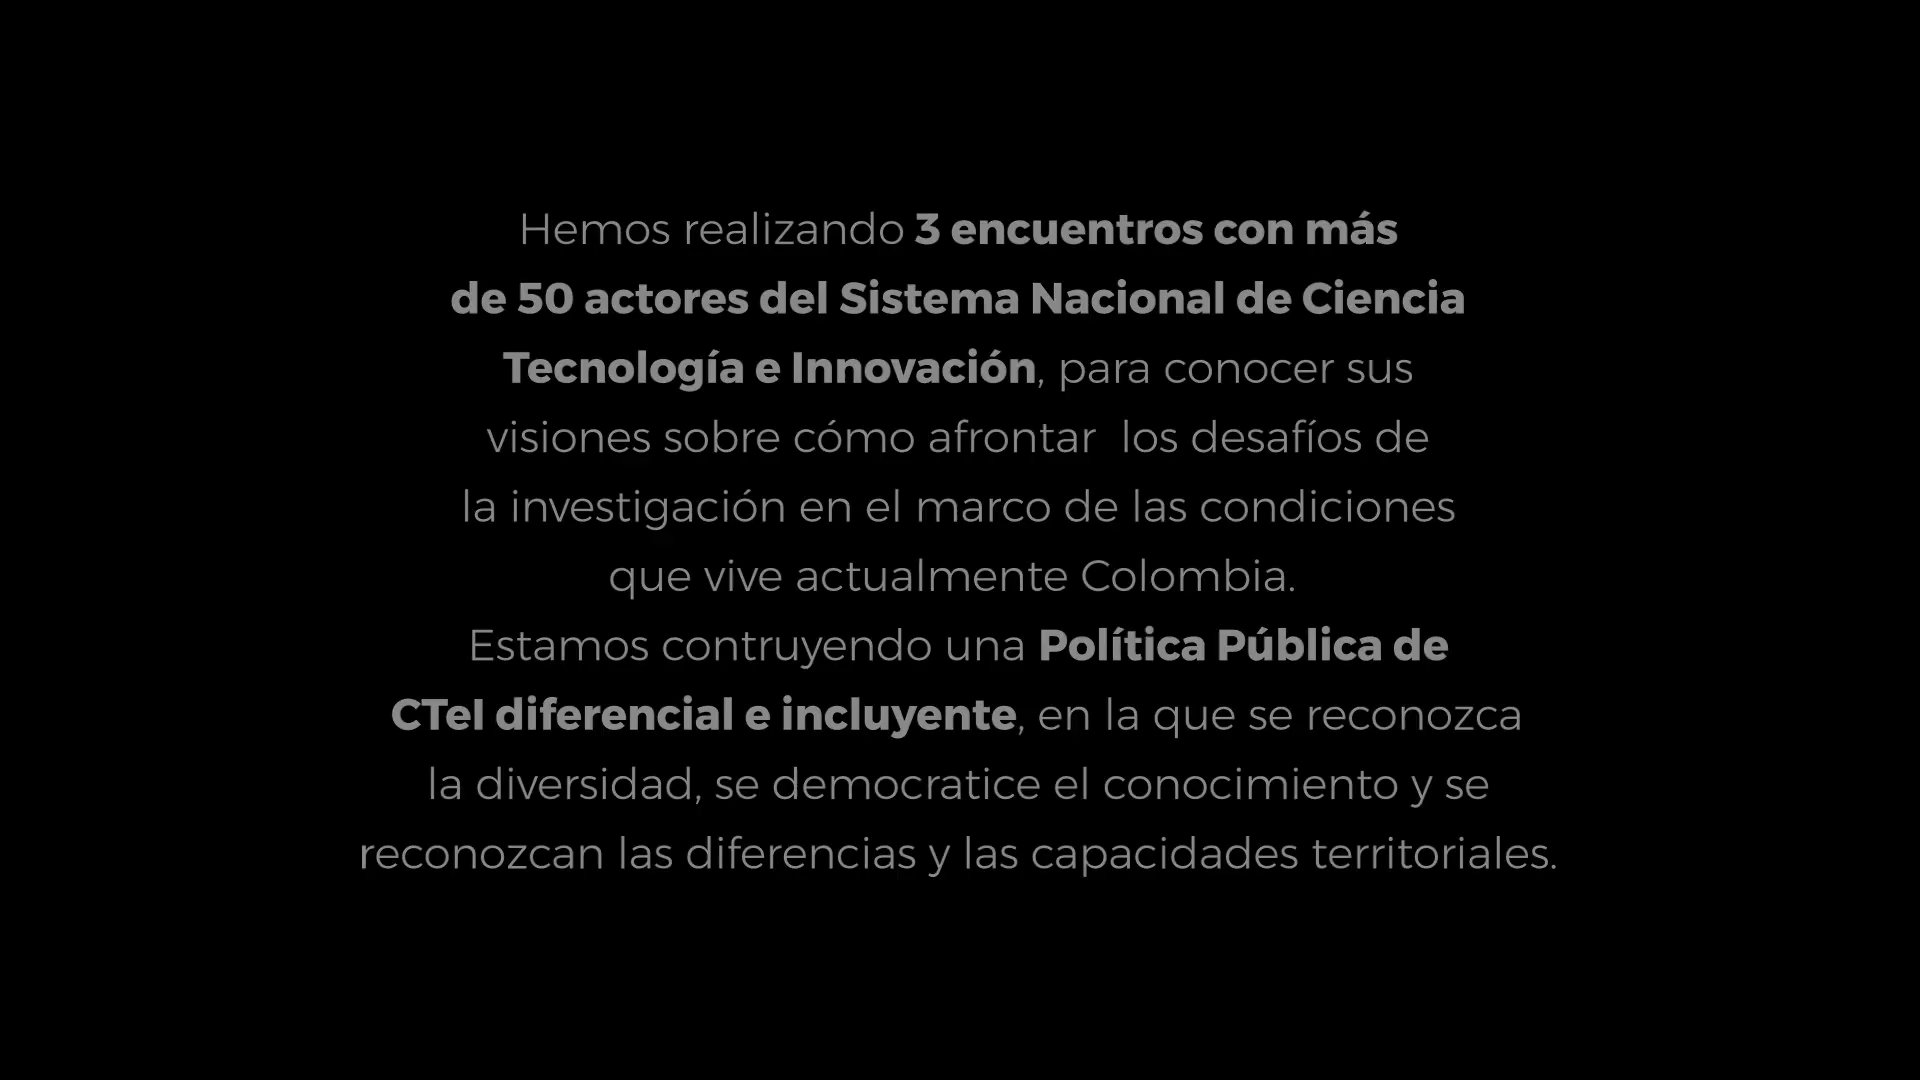 Hemos realizando 3 encuentros con más
de 50 actores del Sistema Nacional de Ciencia
Tecnología e Innovación, para conocer sus
visiones sobre cómo afrontar  los desafíos de
la investigación en el marco de las condiciones
que vive actualmente Colombia.
Estamos contruyendo una Política Pública de
CTeI diferencial e incluyente, en la que se reconozca
la diversidad, se democratice el conocimiento y se
reconozcan las diferencias y las capacidades territoriales.